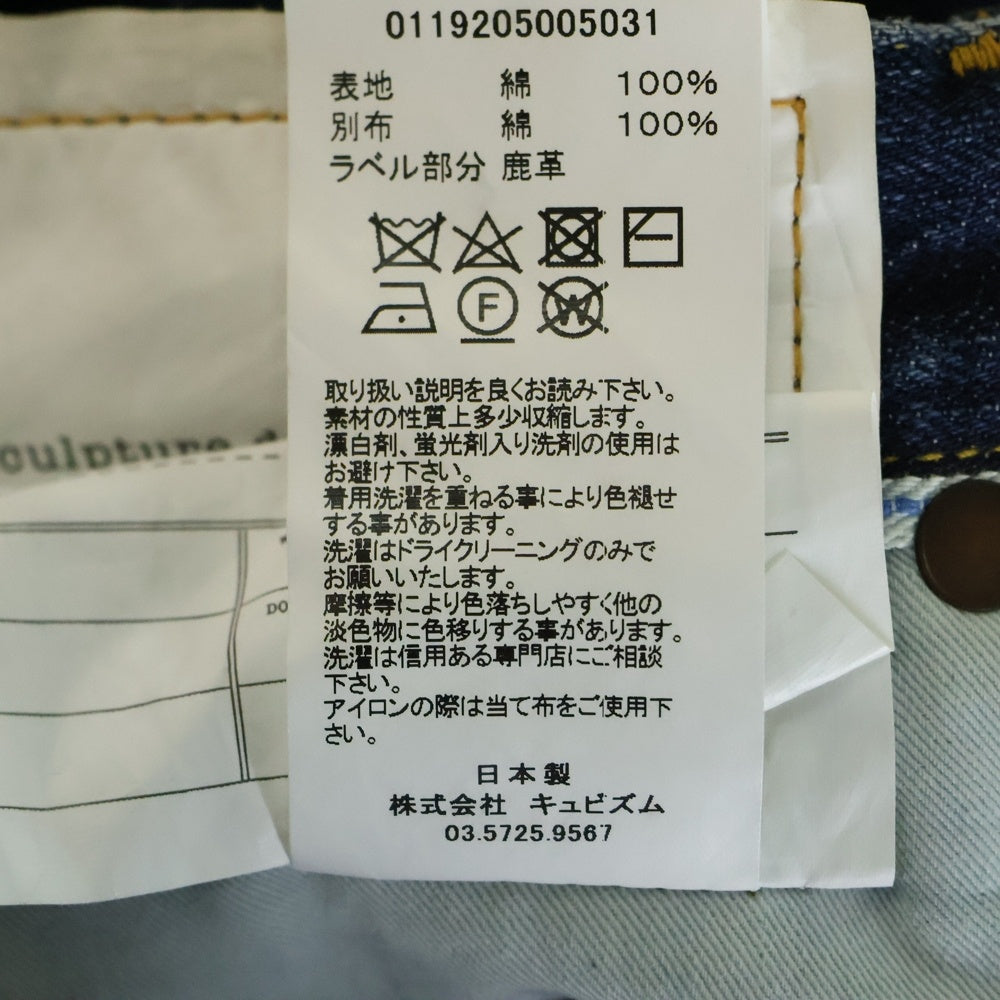 0119205005031
表地 綿 100%
別布 綿 100%
ラベル部分 鹿革
F
W
取り扱い説明を良くお読み下さい。
素材の性質上多少収縮します。
漂白剤、蛍光剤入り洗剤の使用は
お避け下さい。
着用洗濯を重ねる事により色褪せ
する事があります。
洗濯はドライクリーニングのみで
お願いいたします。
摩擦等により色落ちしやすく他の
淡色物に色移りする事があります。
洗濯は信用ある専門店にご相談
下さい。
アイロンの際は当て布をご使用下
さい。
日本製
株式会社 キュビズム
03.5725.9567
culpture
DO